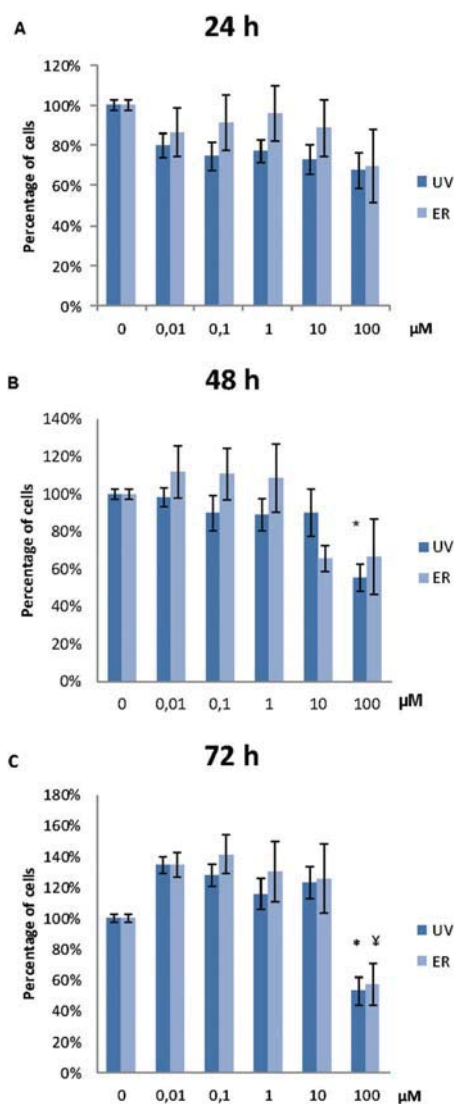 A
24 h
Percentage of cells
120%
100%
80%
60%
40%
20%
0%
0 0,01 0,1 1 10 100 µM
UV
ER
B
48 h
Percentage of cells
140%
120%
100%
80%
60%
40%
20%
0%
*
0 0,01 0,1 1 10 100 µM
UV
ER
C
72 h
Percentage of cells
180%
160%
140%
120%
100%
80%
60%
40%
20%
0%
* ¥
0 0,01 0,1 1 10 100 µM
UV
ER